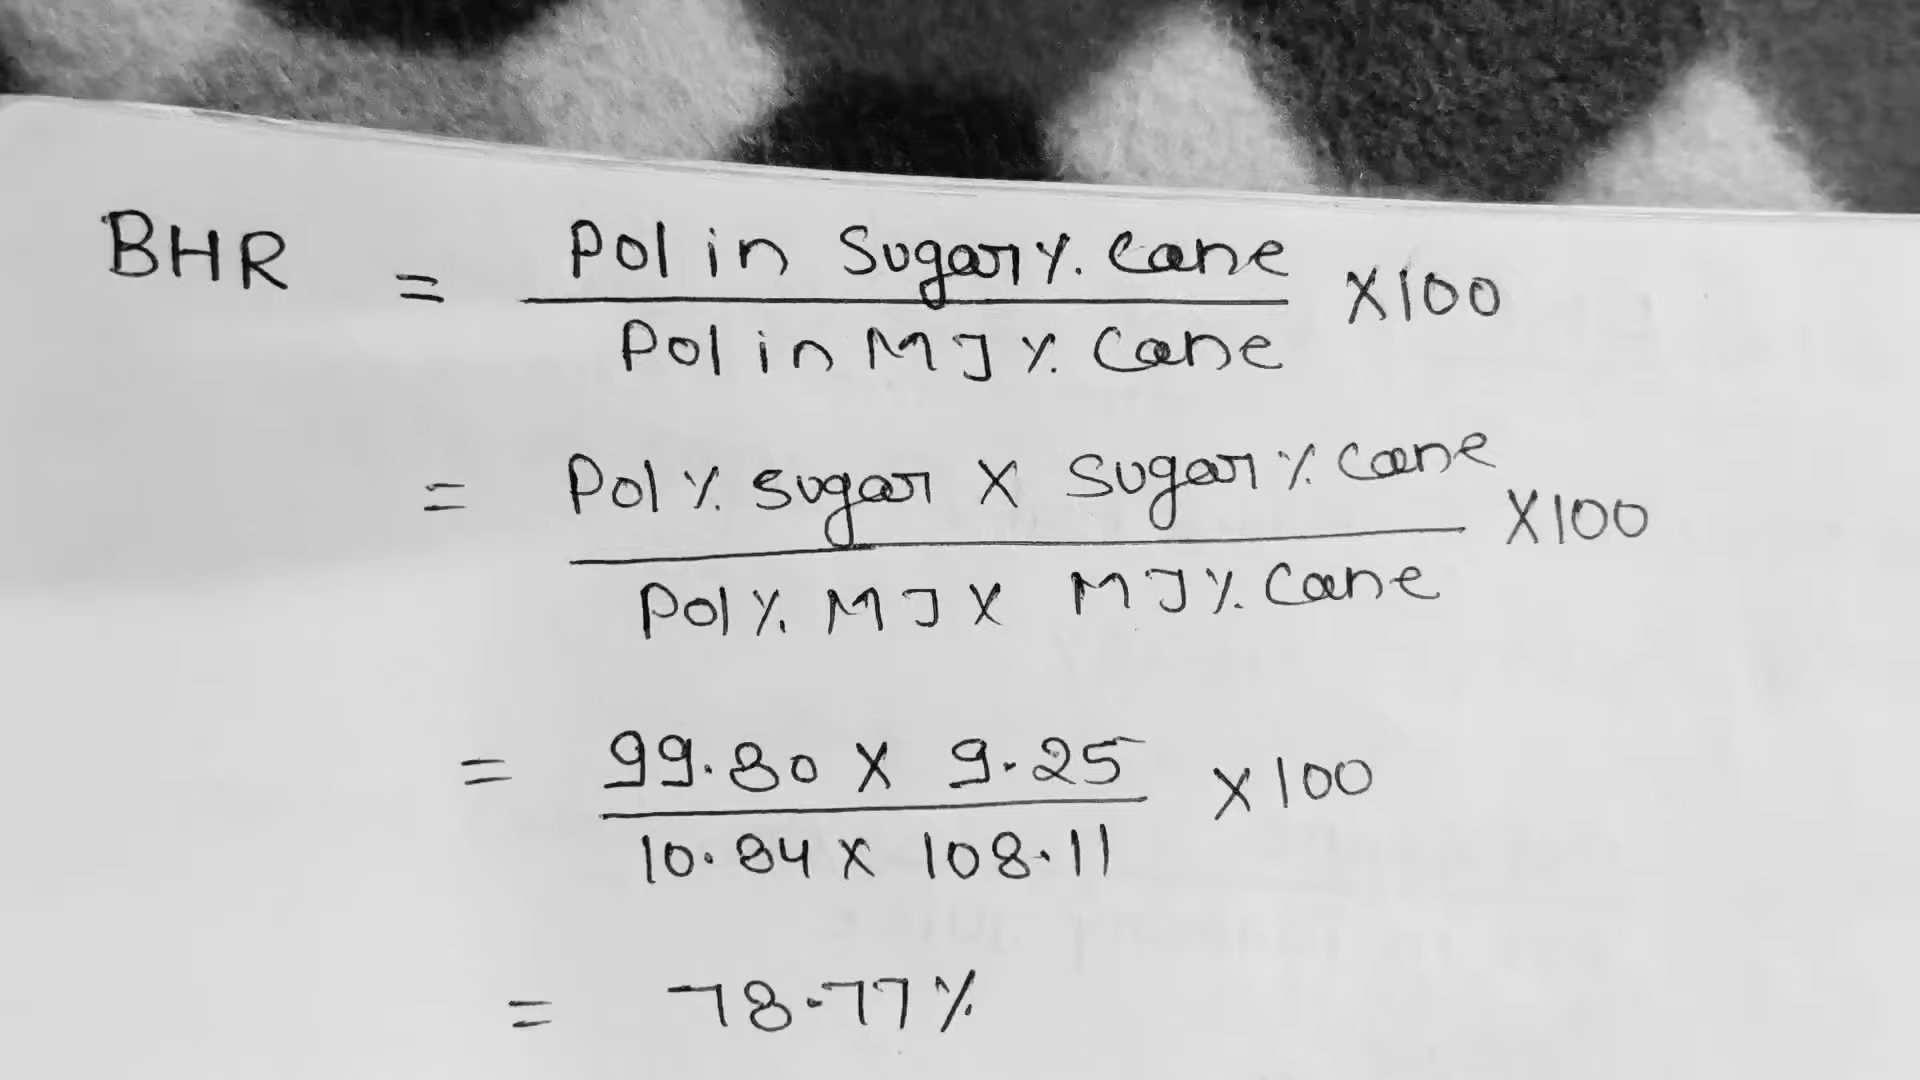 BHR = Pol in Sugar % Cane / Pol in MJ % Cane X100
= Pol % Sugar X Sugar % Cane / Pol % MJ X MJ % Cane X100
= 99.80 X 9.25 / 10.84 X 108.11 X100
= 78.77 %